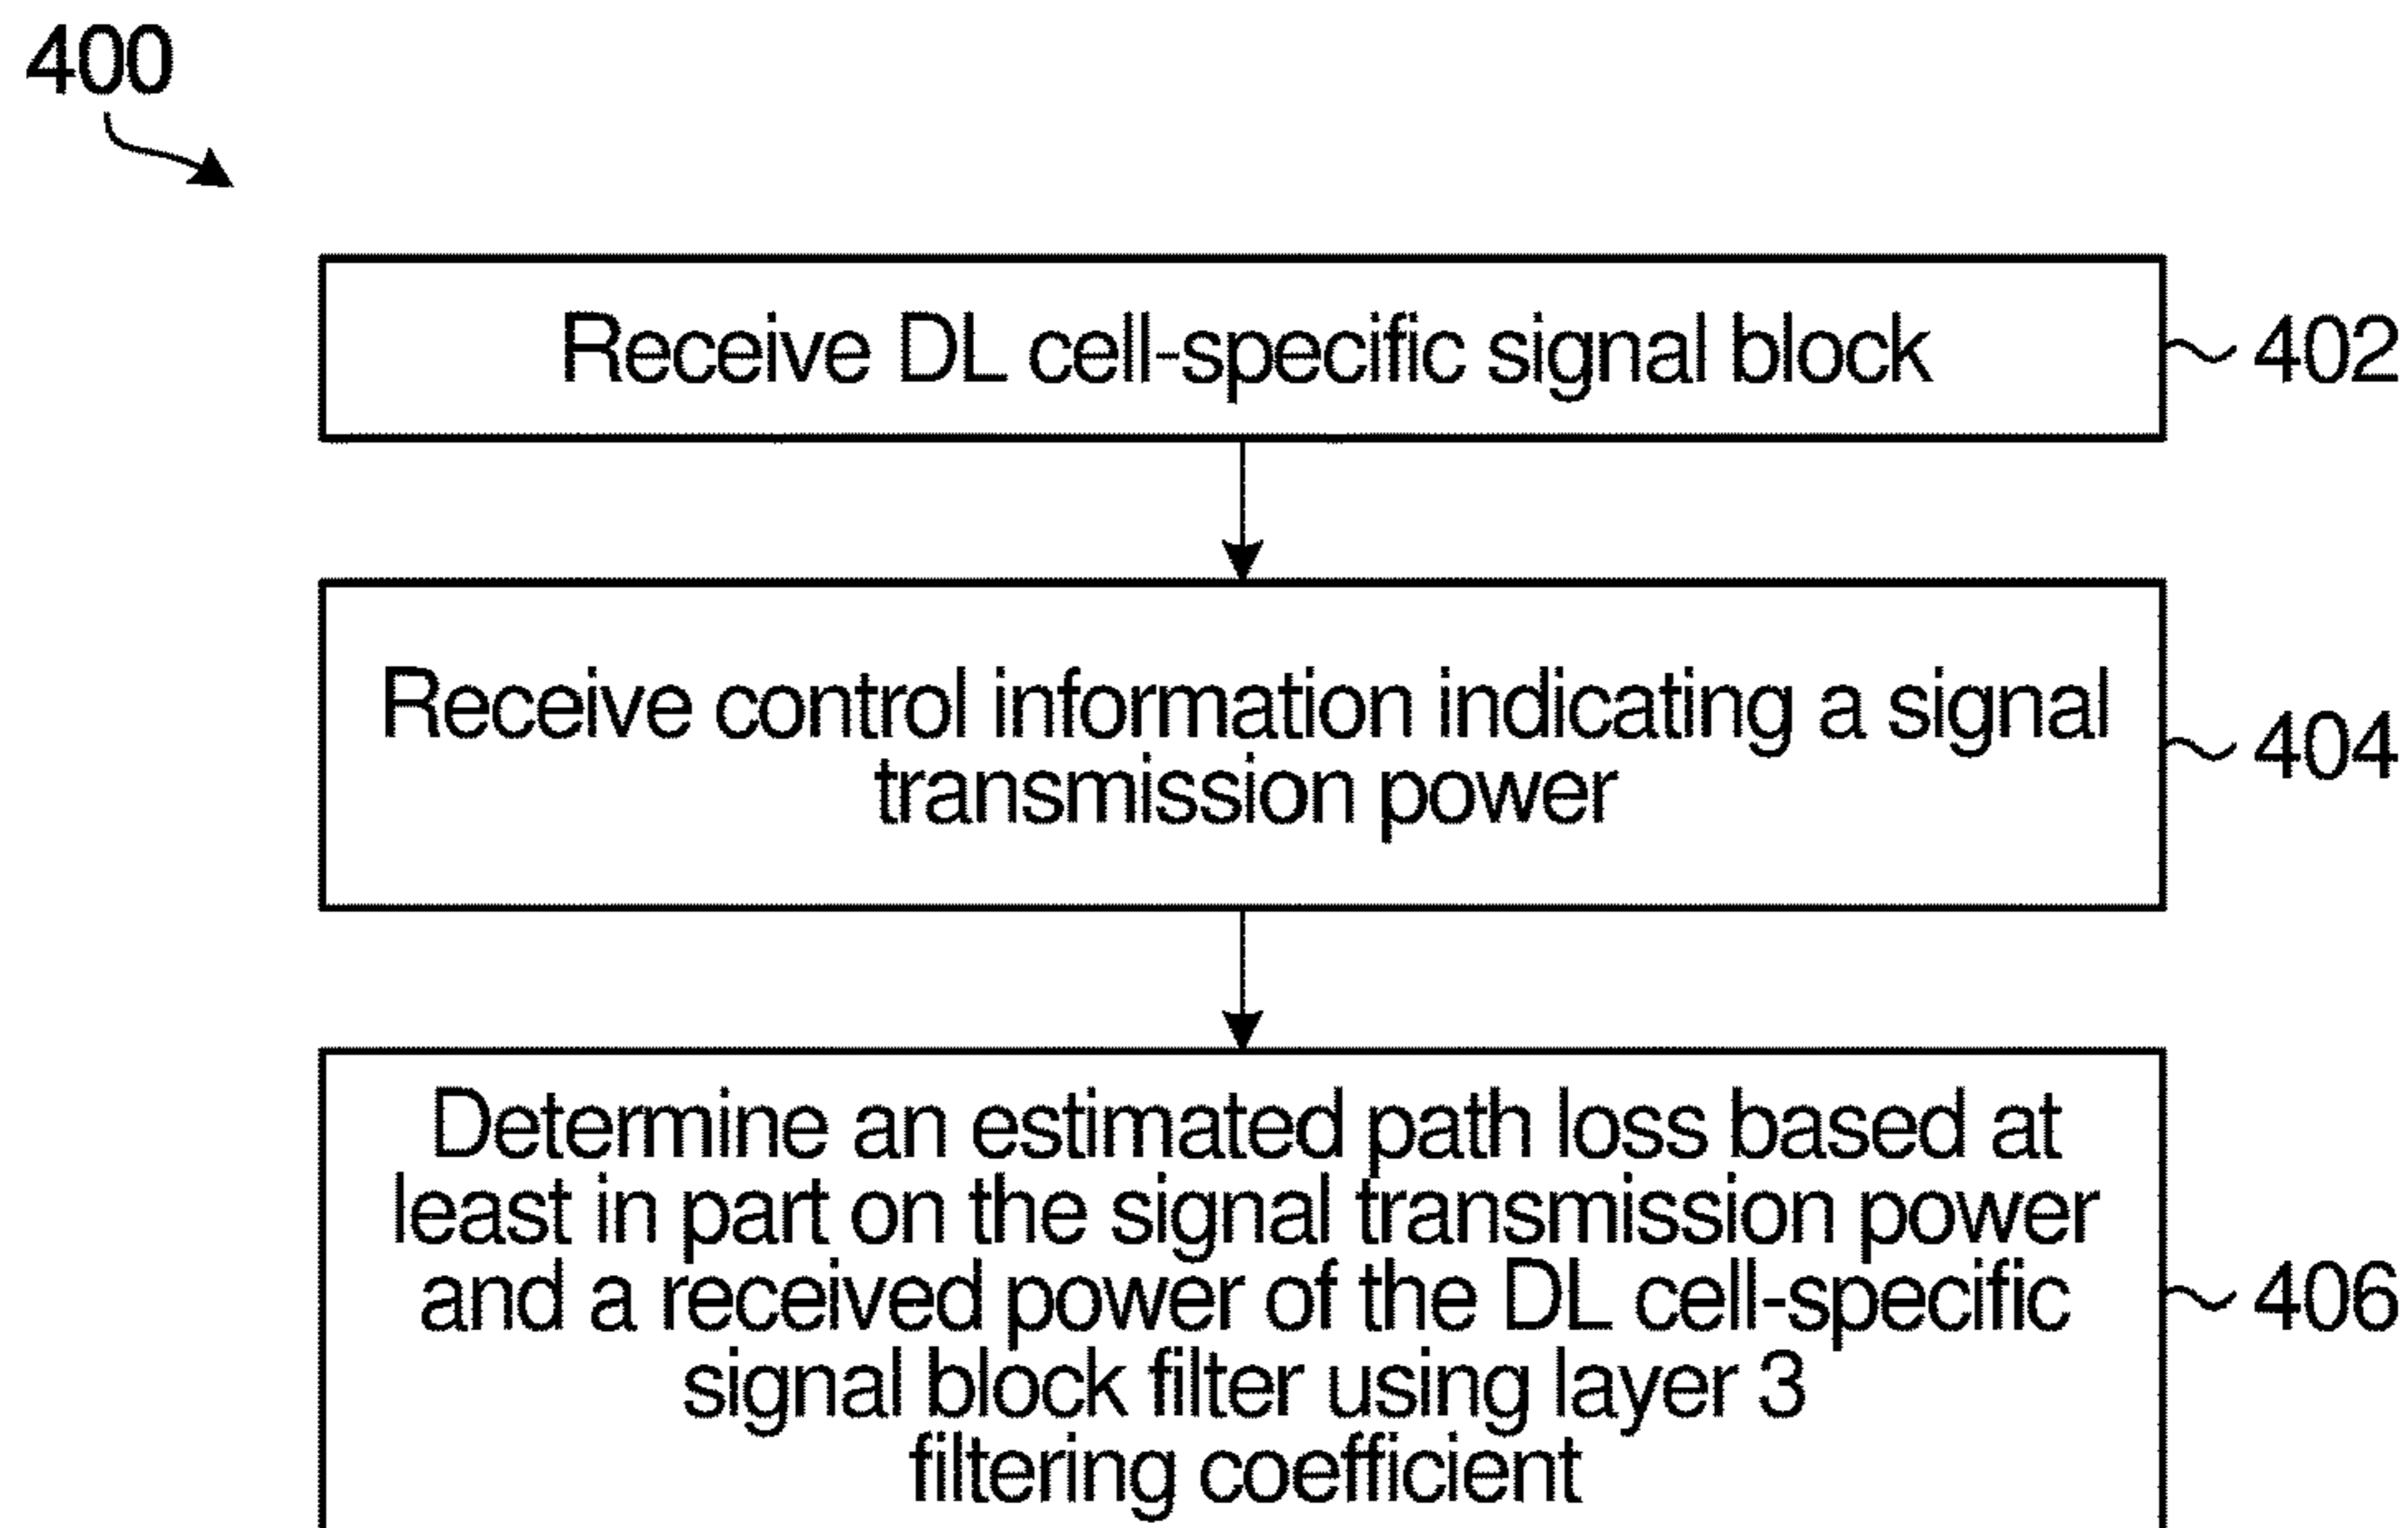 400
Receive DL cell-specific signal block
402
Receive control information indicating a signal
transmission power
404
Determine an estimated path loss based at
least in part on the signal transmission power
and a received power of the DL cell-specific
signal block filter using layer 3
filtering coefficient
406